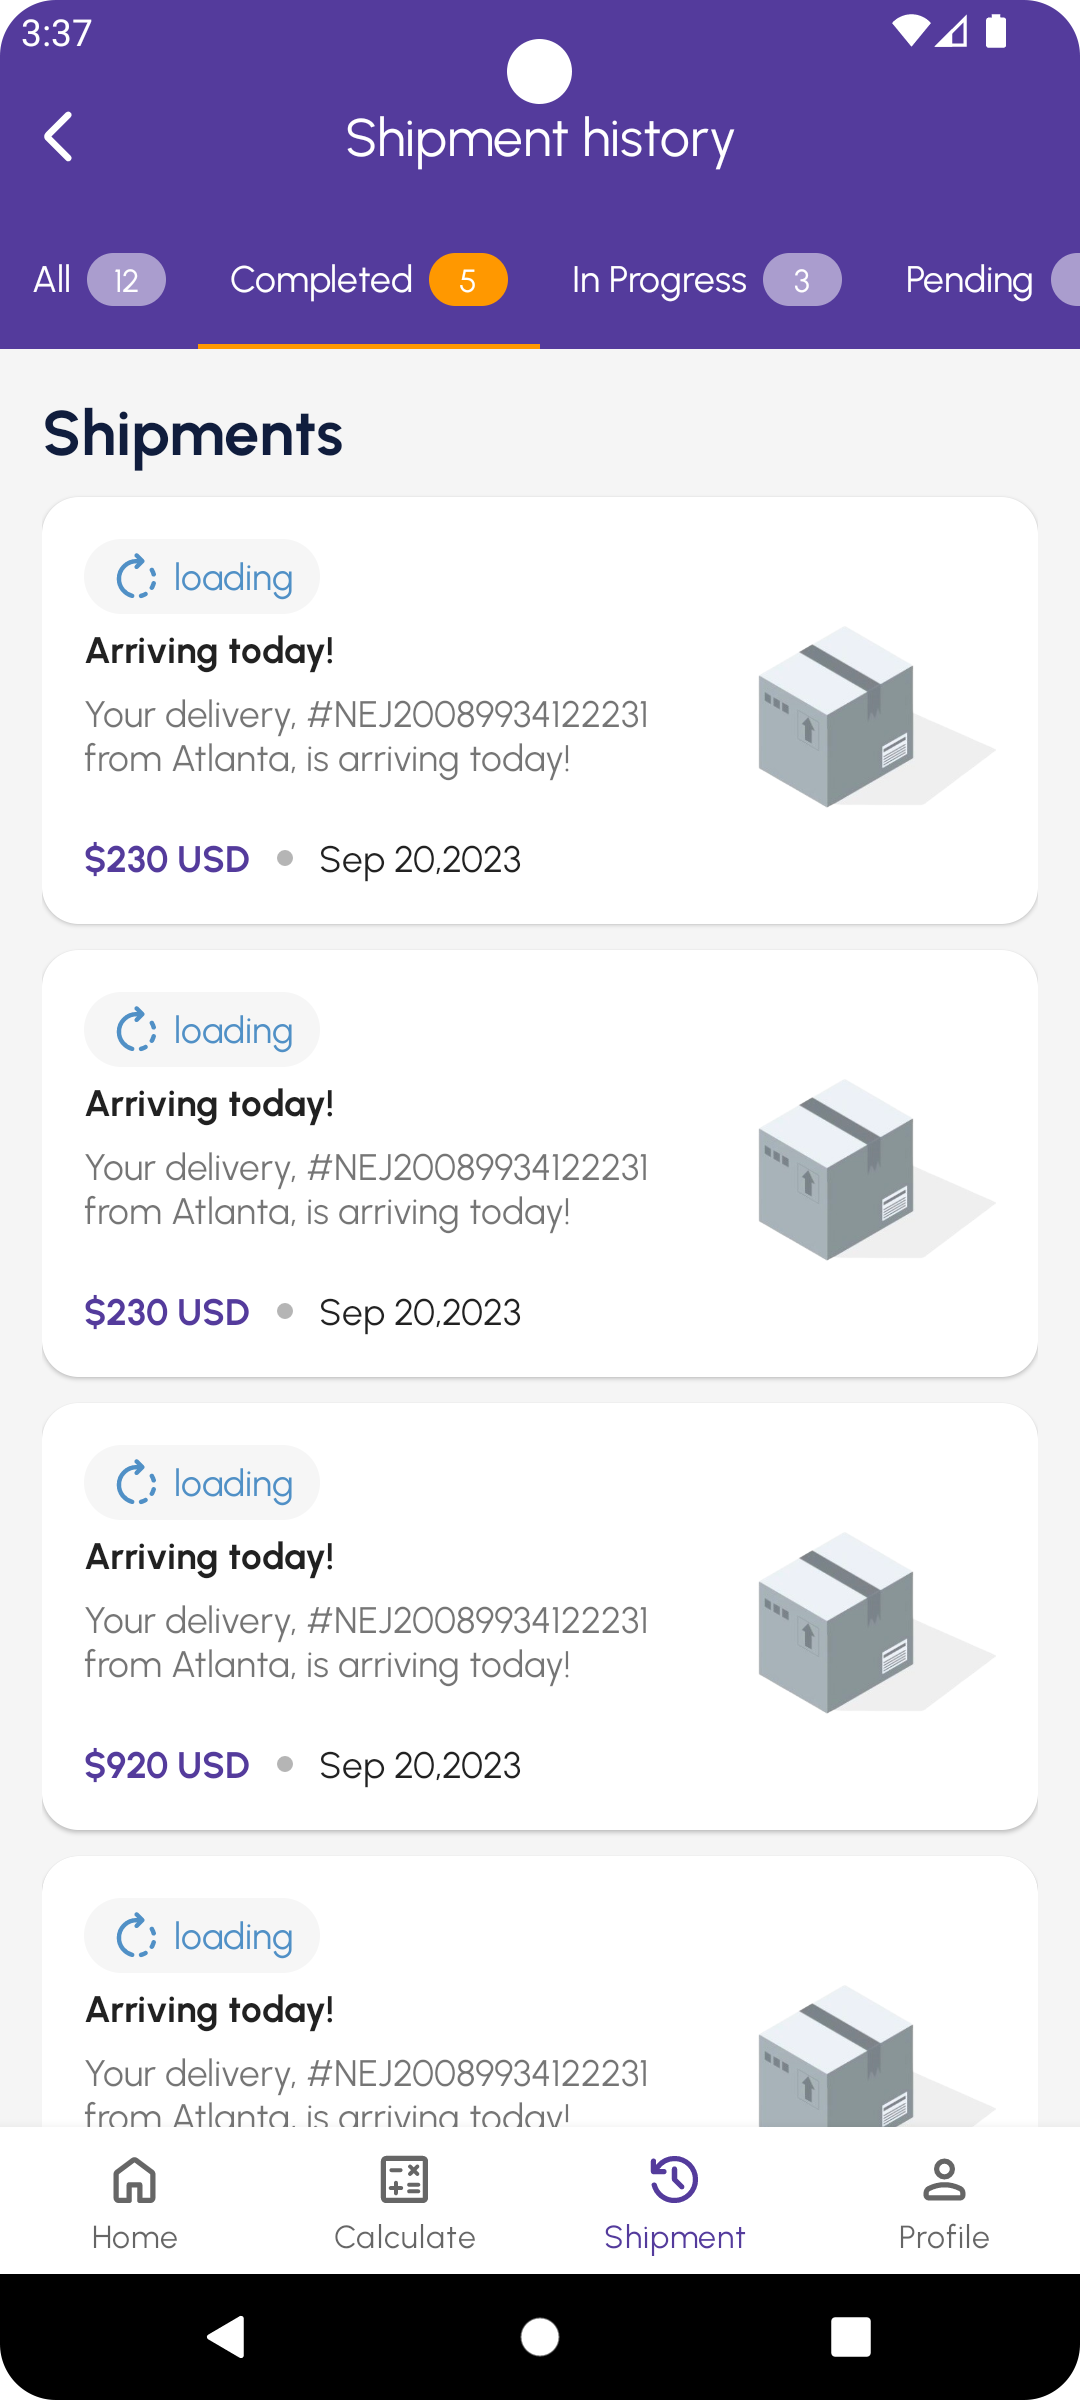 3:37
Shipment history
All 12 Completed 5 In Progress 3 Pending
Shipments
loading
Arriving today!
Your delivery, #NEJ20089934122231
from Atlanta, is arriving today!
$230 USD Sep 20,2023
loading
Arriving today!
Your delivery, #NEJ20089934122231
from Atlanta, is arriving today!
$230 USD Sep 20,2023
loading
Arriving today!
Your delivery, #NEJ20089934122231
from Atlanta, is arriving today!
$920 USD Sep 20,2023
loading
Arriving today!
Your delivery, #NEJ20089934122231
from Atlanta, is arriving today!
Home Calculate Shipment Profile